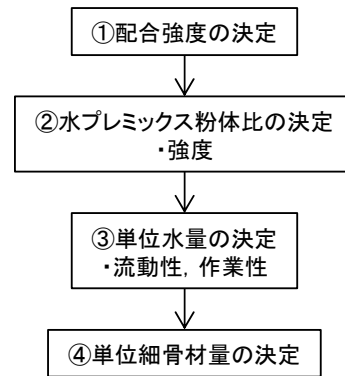 ①配合強度の決定
②水プレミックス粉体比の決定
・強度
③単位水量の決定
・流動性，作業性
④単位細骨材量の決定